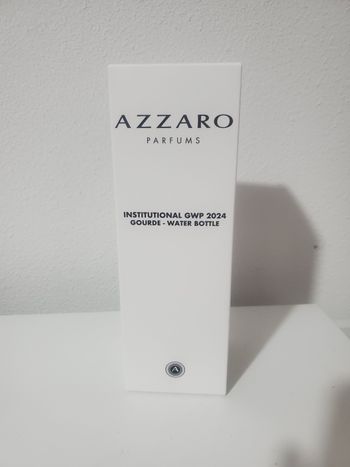 AZZARO
PARFUMS
INSTITUTIONAL GWP 2024
GOURDE - WATER BOTTLE
A